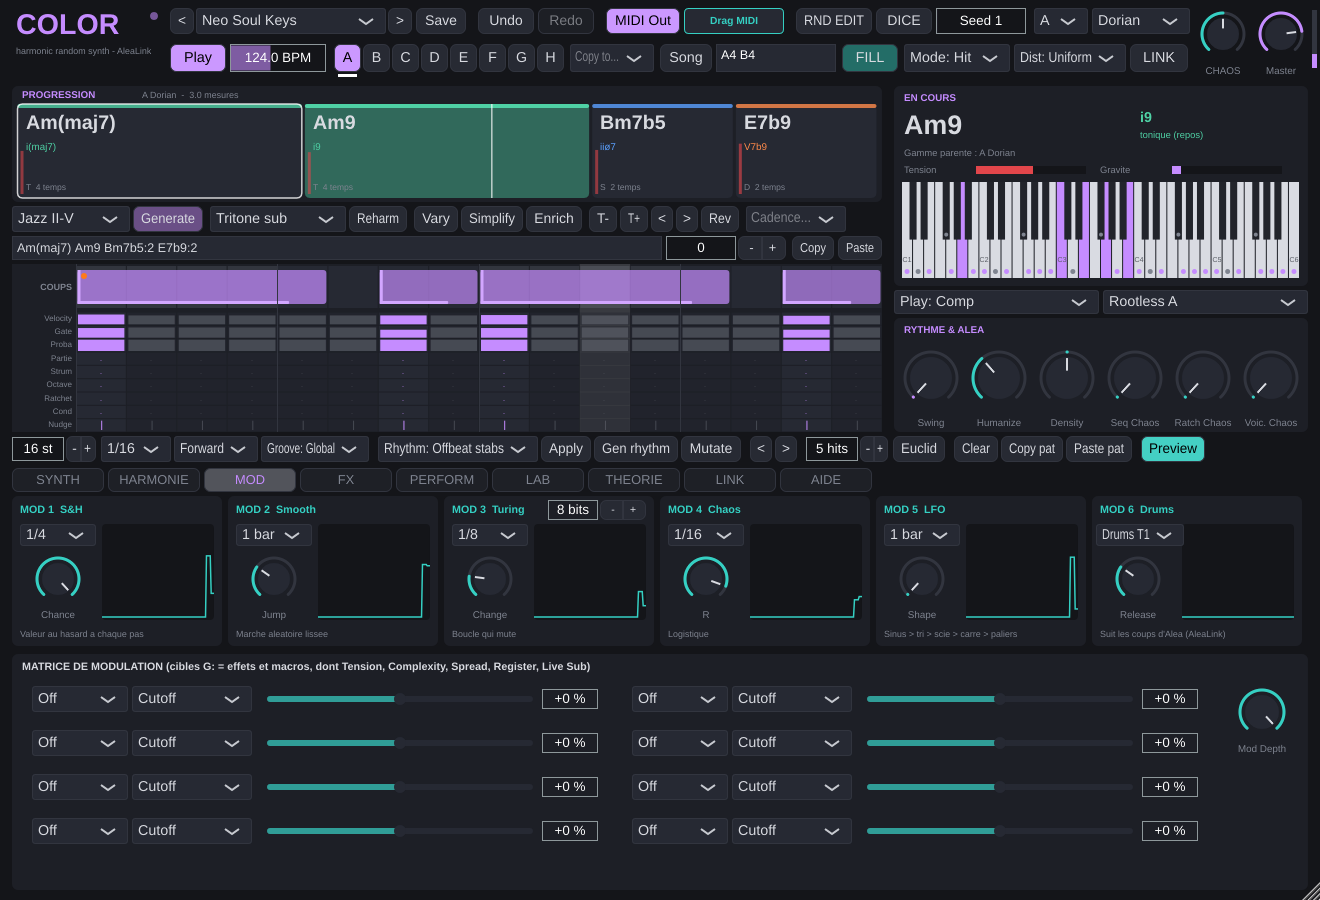 COLOR
harmonic random synth - AleaLink
< Neo Soul Keys > Save Undo Redo MIDI Out Drag MIDI RND EDIT DICE Seed 1 A Dorian
Play 124.0 BPM A B C D E F G H Copy to... Song A4 B4 FILL Mode: Hit Dist: Uniform LINK
CHAOS Master
PROGRESSION A Dorian - 3.0 mesures
Am(maj7) Am9 Bm7b5 E7b9
i(maj7) i9 iiø7 V7b9
T 4 temps T 4 temps S 2 temps D 2 temps
EN COURS
Am9 i9
tonique (repos)
Gamme parente : A Dorian
Tension Gravite
C1 C2 C3 C4 C5 C6
Jazz II-V Generate Tritone sub Reharm Vary Simplify Enrich T- T+ < > Rev Cadence...
Am(maj7) Am9 Bm7b5:2 E7b9:2 0 - + Copy Paste
Play: Comp Rootless A
COUPS
Velocity
Gate
Proba
Partie
Strum
Octave
Ratchet
Cond
Nudge
RYTHME & ALEA
Swing Humanize Density Seq Chaos Ratch Chaos Voic. Chaos
16 st - + 1/16 Forward Groove: Global Rhythm: Offbeat stabs Apply Gen rhythm Mutate < > 5 hits - + Euclid Clear Copy pat Paste pat Preview
SYNTH HARMONIE MOD FX PERFORM LAB THEORIE LINK AIDE
MOD 1 S&H MOD 2 Smooth MOD 3 Turing 8 bits - + MOD 4 Chaos MOD 5 LFO MOD 6 Drums
1/4 1 bar 1/8 1/16 1 bar Drums T1
Chance Jump Change R Shape Release
Valeur au hasard a chaque pas Marche aleatoire lissee Boucle qui mute Logistique Sinus > tri > scie > carre > paliers Suit les coups d'Alea (AleaLink)
MATRICE DE MODULATION (cibles G: = effets et macros, dont Tension, Complexity, Spread, Register, Live Sub)
Off Cutoff +0 % Off Cutoff +0 %
Off Cutoff +0 % Off Cutoff +0 %
Off Cutoff +0 % Off Cutoff +0 %
Off Cutoff +0 % Off Cutoff +0 %
Mod Depth